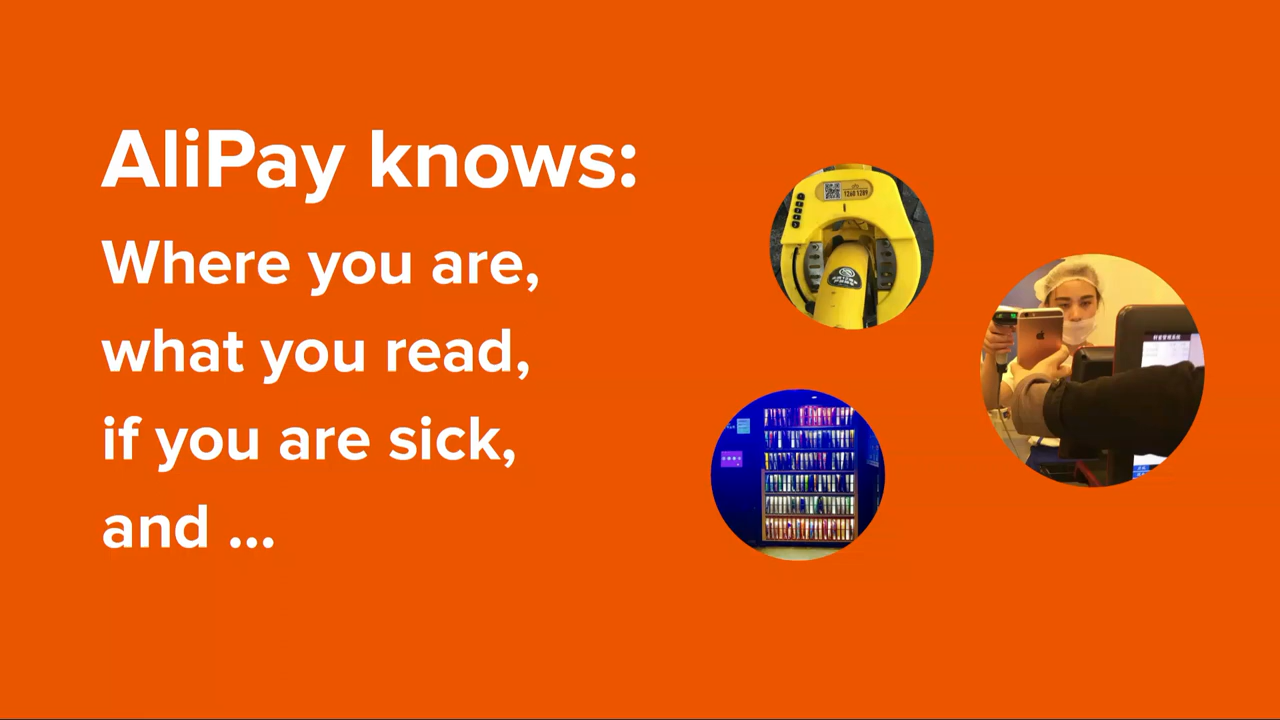 AliPay knows:
Where you are,
what you read,
if you are sick,
and ...